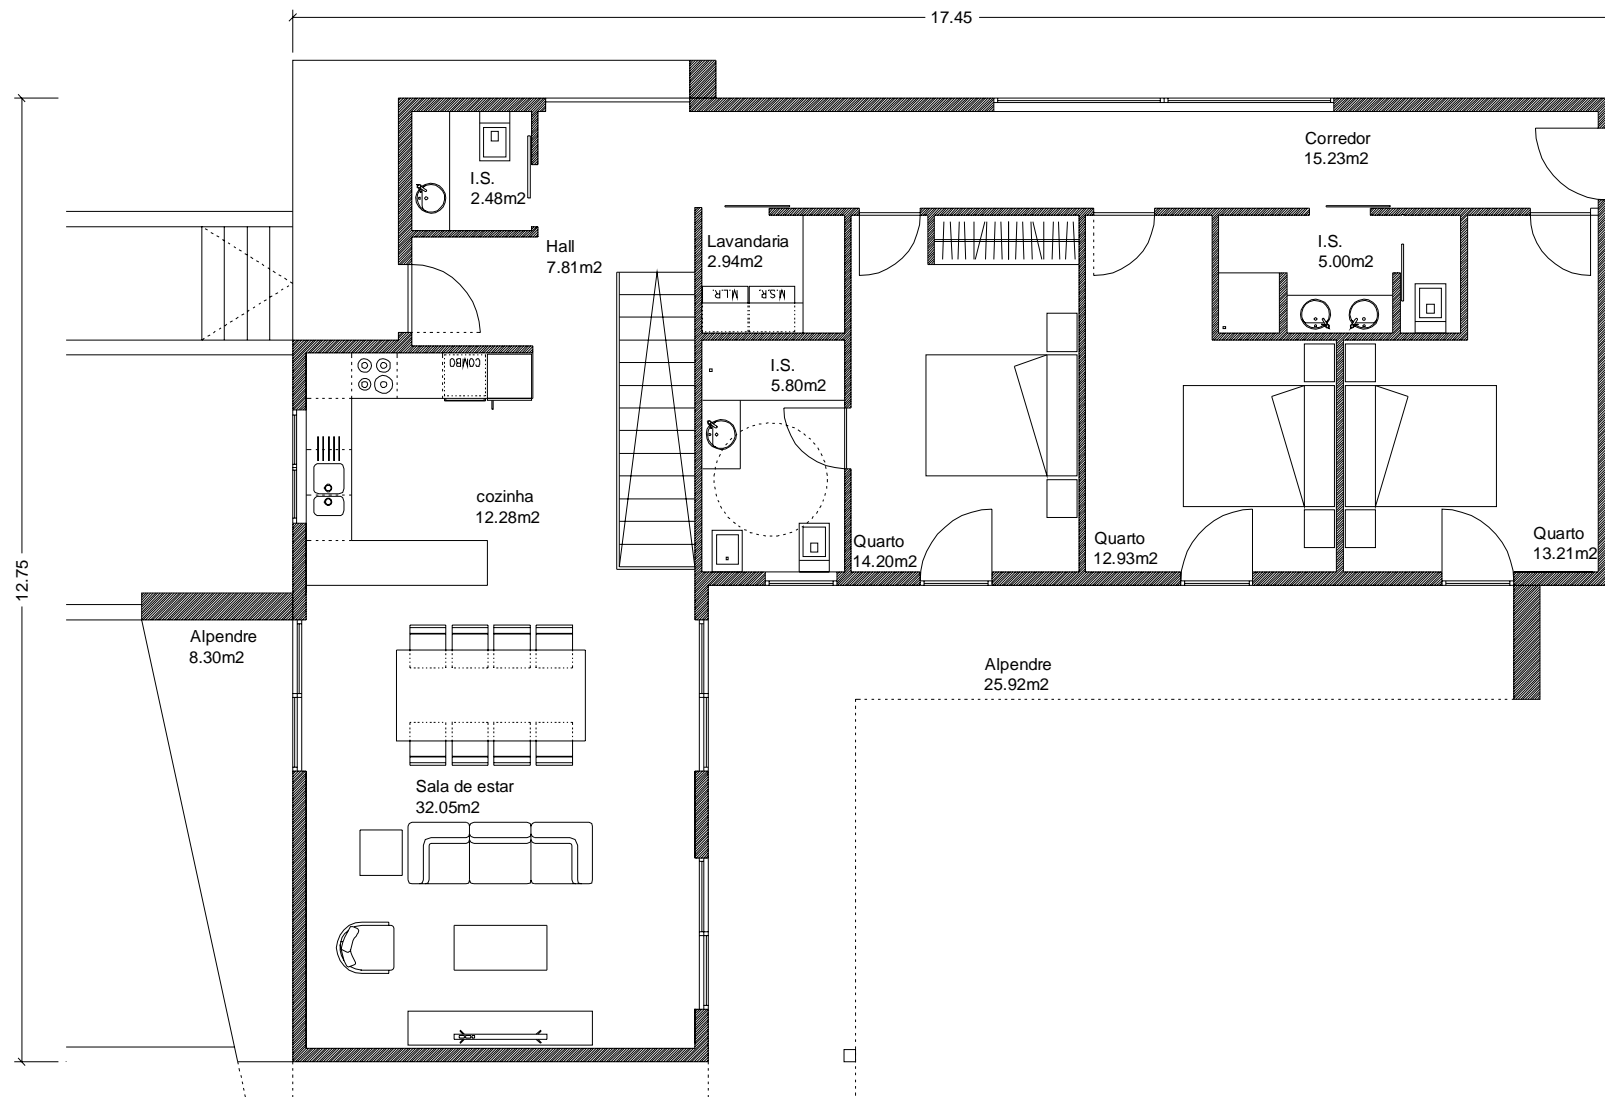 17.45
Corredor
15.23m2
I.S.
2.48m2
Hall
7.81m2
Lavandaria
2.94m2
I.S.
5.00m2
M.L.R.
M.S.R.
COMBO
I.S.
5.80m2
cozinha
12.28m2
Quarto
14.20m2
Quarto
12.93m2
Quarto
13.21m2
12.75
Alpendre
8.30m2
Alpendre
25.92m2
Sala de estar
32.05m2